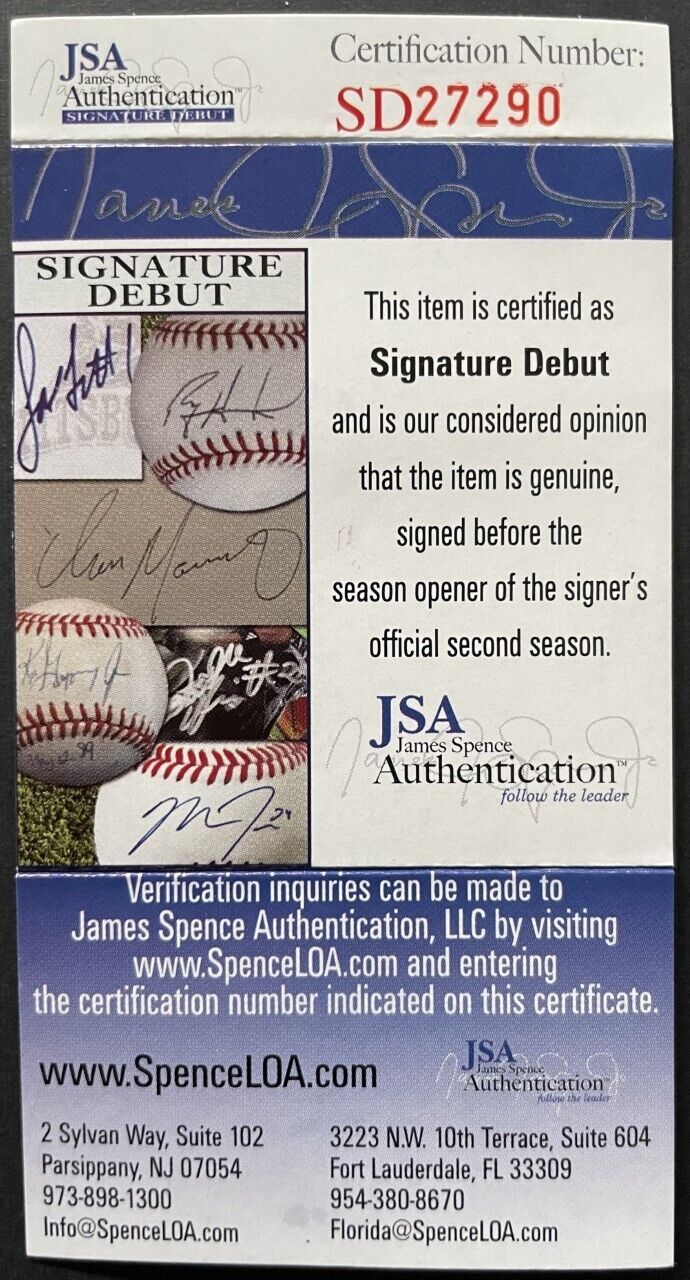 JSA
James Spence
Authentication™
SIGNATURE DEBUT
Certification Number:
SD27290
SIGNATURE
DEBUT
This item is certified as
Signature Debut
and is our considered opinion
that the item is genuine,
signed before the
season opener of the signer's
official second season.
JSA
James Spence
Authentication™
follow the leader
Verification inquiries can be made to
James Spence Authentication, LLC by visiting
www.SpenceLOA.com and entering
the certification number indicated on this certificate.
www.SpenceLOA.com
JSA
James Spence
Authentication™
follow the leader
2 Sylvan Way, Suite 102
Parsippany, NJ 07054
973-898-1300
Info@SpenceLOA.com
3223 N.W. 10th Terrace, Suite 604
Fort Lauderdale, FL 33309
954-380-8670
Florida@SpenceLOA.com